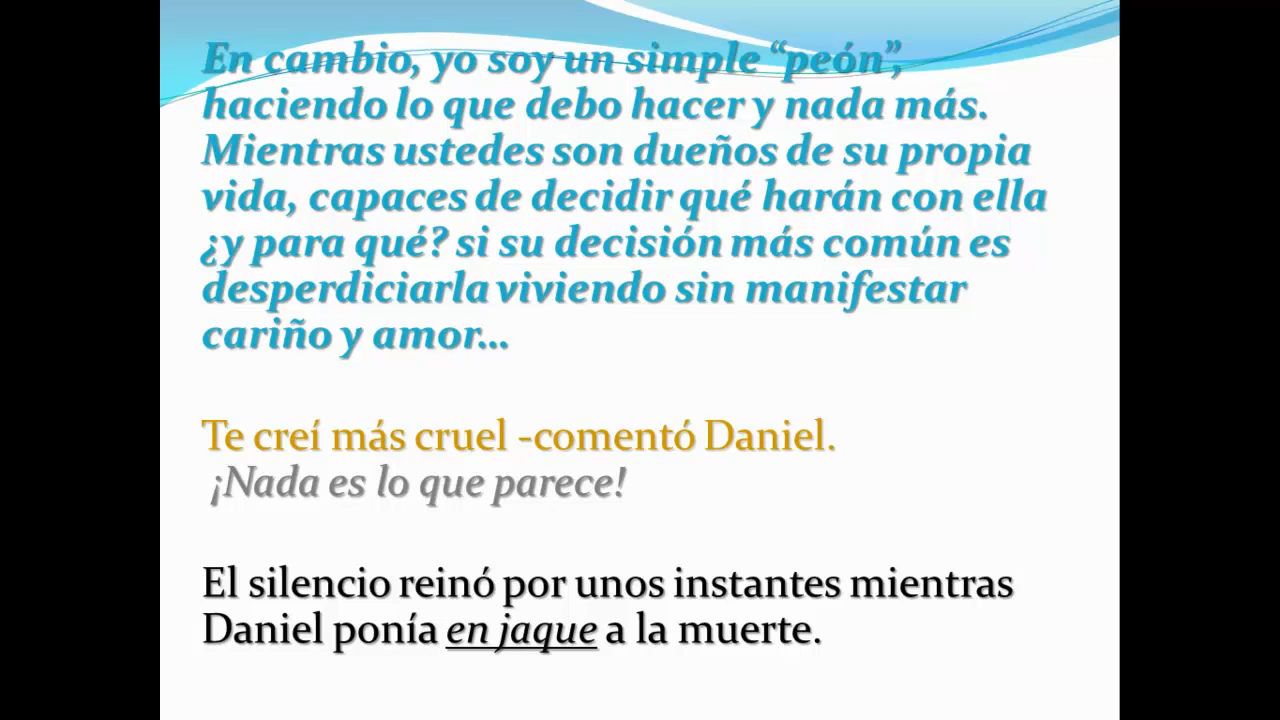 En cambio, yo soy un simple “peón”,
haciendo lo que debo hacer y nada más.
Mientras ustedes son dueños de su propia
vida, capaces de decidir qué harán con ella
¿y para qué? si su decisión más común es
desperdiciarla viviendo sin manifestar
cariño y amor…
Te creí más cruel -comentó Daniel.
¡Nada es lo que parece!
El silencio reinó por unos instantes mientras
Daniel ponía en jaque a la muerte.